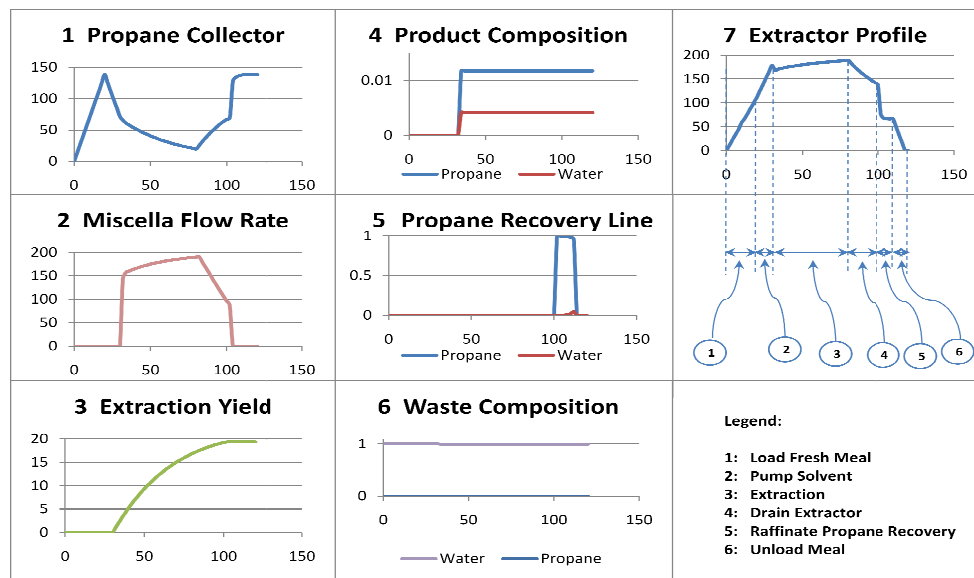 1 Propane Collector
150
100
50
0
0 50 100 150
4 Product Composition
0.01
0
0 50 100 150
Propane Water
7 Extractor Profile
200
150
100
50
0
0 50 100 150
2 Miscella Flow Rate
200
150
100
50
0
0 50 100 150
5 Propane Recovery Line
1
0.5
0
0 50 100 150
Propane Water
1 2 3 4 5 6
3 Extraction Yield
20
15
10
5
0
0 50 100 150
6 Waste Composition
1
0
0 50 100 150
Water Propane
Legend:
1: Load Fresh Meal
2: Pump Solvent
3: Extraction
4: Drain Extractor
5: Raffinate Propane Recovery
6: Unload Meal